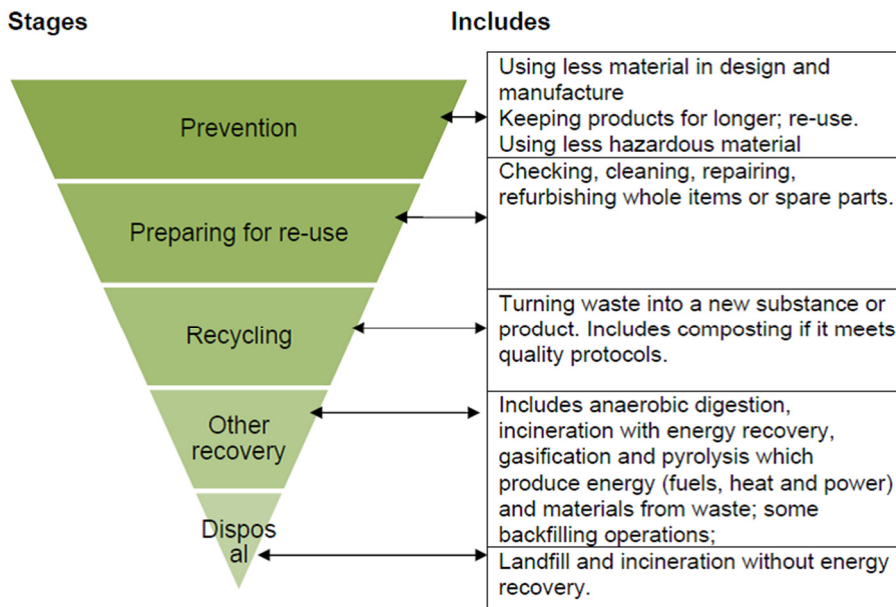 Stages
Includes
Prevention
Using less material in design and
manufacture
Keeping products for longer; re-use.
Using less hazardous material
Preparing for re-use
Checking, cleaning, repairing,
refurbishing whole items or spare parts.
Recycling
Turning waste into a new substance or
product. Includes composting if it meets
quality protocols.
Other
recovery
Includes anaerobic digestion,
incineration with energy recovery,
gasification and pyrolysis which
produce energy (fuels, heat and power)
and materials from waste; some
backfilling operations;
Dispos
al
Landfill and incineration without energy
recovery.